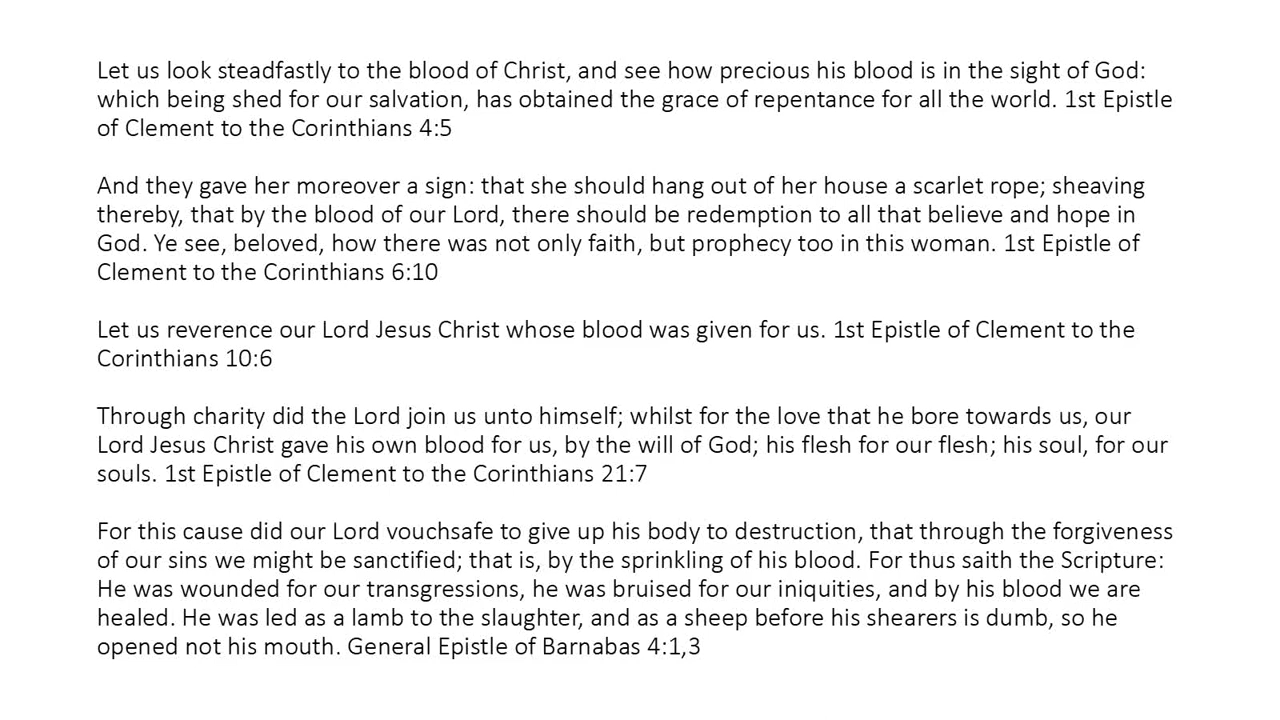 Let us look steadfastly to the blood of Christ, and see how precious his blood is in the sight of God:
which being shed for our salvation, has obtained the grace of repentance for all the world. 1st Epistle
of Clement to the Corinthians 4:5
And they gave her moreover a sign: that she should hang out of her house a scarlet rope; sheaving
thereby, that by the blood of our Lord, there should be redemption to all that believe and hope in
God. Ye see, beloved, how there was not only faith, but prophecy too in this woman. 1st Epistle of
Clement to the Corinthians 6:10
Let us reverence our Lord Jesus Christ whose blood was given for us. 1st Epistle of Clement to the
Corinthians 10:6
Through charity did the Lord join us unto himself; whilst for the love that he bore towards us, our
Lord Jesus Christ gave his own blood for us, by the will of God; his flesh for our flesh; his soul, for our
souls. 1st Epistle of Clement to the Corinthians 21:7
For this cause did our Lord vouchsafe to give up his body to destruction, that through the forgiveness
of our sins we might be sanctified; that is, by the sprinkling of his blood. For thus saith the Scripture:
He was wounded for our transgressions, he was bruised for our iniquities, and by his blood we are
healed. He was led as a lamb to the slaughter, and as a sheep before his shearers is dumb, so he
opened not his mouth. General Epistle of Barnabas 4:1,3